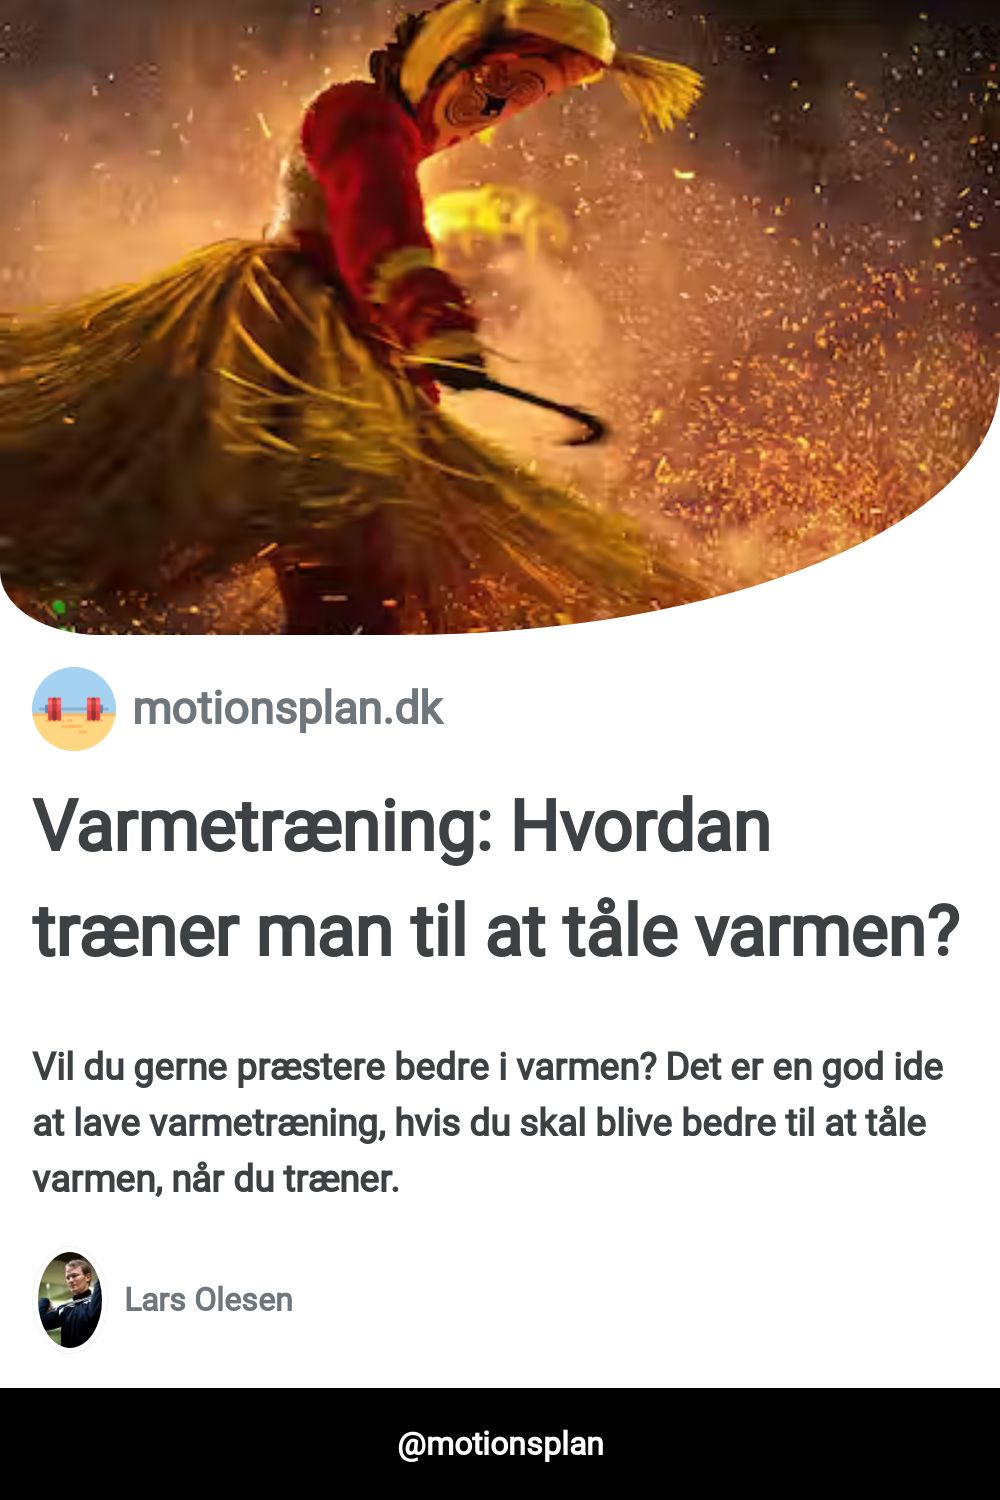 motionsplan.dk
Varmetræning: Hvordan
træner man til at tåle varmen?
Vil du gerne præstere bedre i varmen? Det er en god ide
at lave varmetræning, hvis du skal blive bedre til at tåle
varmen, når du træner.
Lars Olesen
@motionsplan